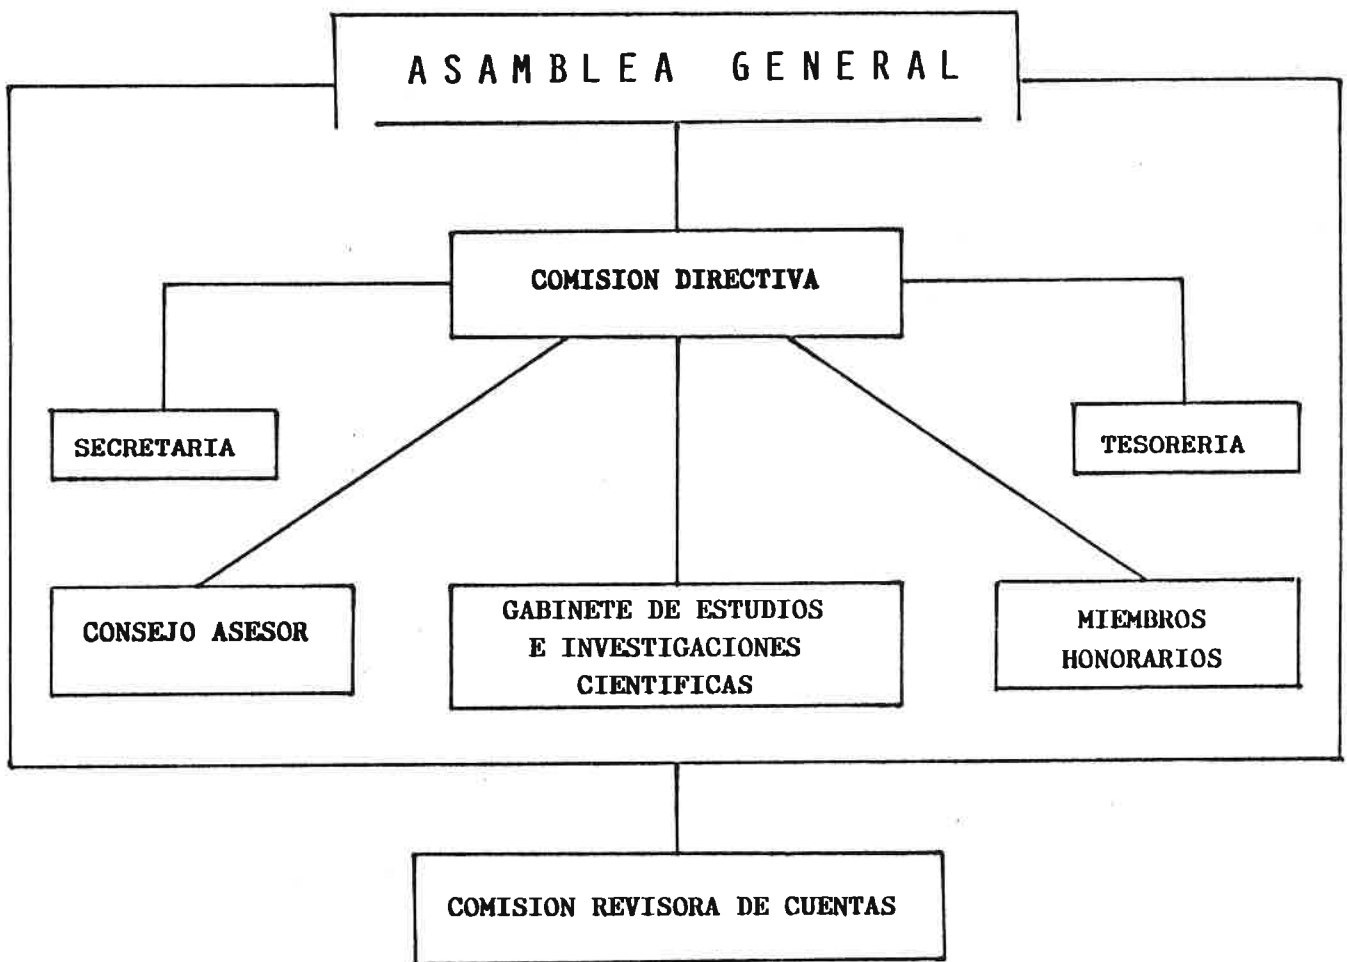 ASAMBLEA GENERAL
COMISION DIRECTIVA
SECRETARIA
TESORERIA
CONSEJO ASESOR
GABINETE DE ESTUDIOS
E INVESTIGACIONES
CIENTIFICAS
MIEMBROS
HONORARIOS
COMISION REVISORA DE CUENTAS